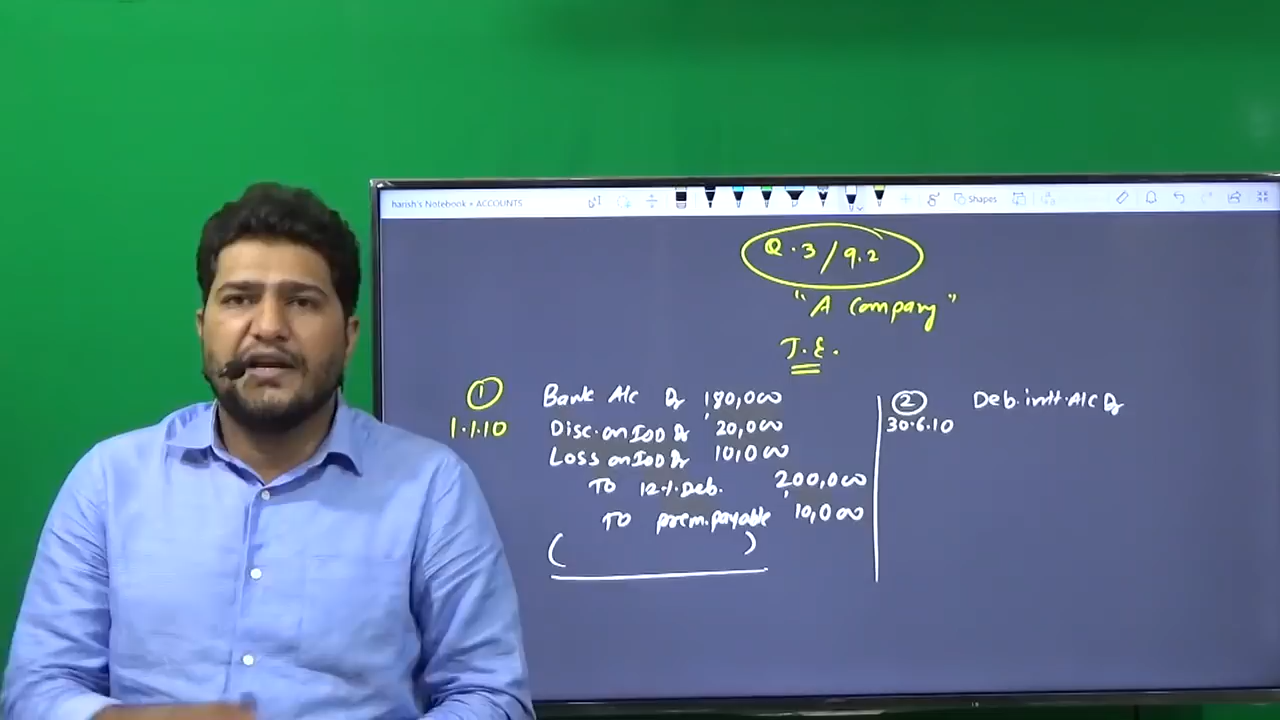 harish's Notebook • ACCOUNTS
Shapes
Q.3/9.2
"A Company"
J.E.
1
1.1.10
Bank A/c Dr 180,000
Disc. on IOD Dr 20,000
Loss on IOD Dr 10,000
TO 12% Deb. 200,000
TO prem. payable 10,000
( )
2
30.6.10
Deb. intt. A/c Dr